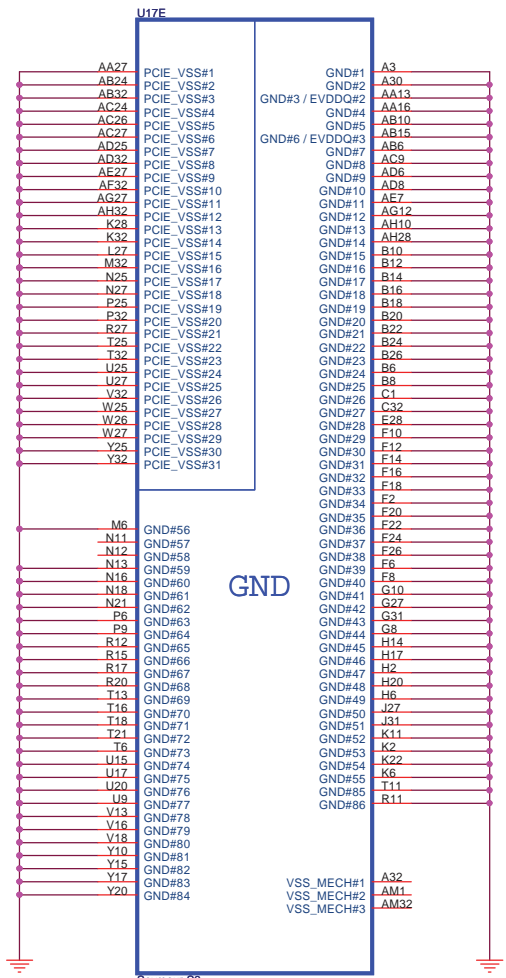 U17E
AA27 PCIE_VSS#1 GND#1 A3
AB24 PCIE_VSS#2 GND#2 A30
AB32 PCIE_VSS#3 GND#3 / EVDDQ#2 AA13
AC24 PCIE_VSS#4 GND#4 AA16
AC26 PCIE_VSS#5 GND#5 AB10
AC27 PCIE_VSS#6 GND#6 / EVDDQ#3 AB15
AD25 PCIE_VSS#7 GND#7 AB6
AD32 PCIE_VSS#8 GND#8 AC9
AE27 PCIE_VSS#9 GND#9 AD6
AF32 PCIE_VSS#10 GND#10 AD8
AG27 PCIE_VSS#11 GND#11 AE7
AH32 PCIE_VSS#12 GND#12 AG12
K28 PCIE_VSS#13 GND#13 AH10
K32 PCIE_VSS#14 GND#14 AH28
L27 PCIE_VSS#15 GND#15 B10
M32 PCIE_VSS#16 GND#16 B12
N25 PCIE_VSS#17 GND#17 B14
N27 PCIE_VSS#18 GND#18 B16
P25 PCIE_VSS#19 GND#19 B18
P32 PCIE_VSS#20 GND#20 B20
R27 PCIE_VSS#21 GND#21 B22
T25 PCIE_VSS#22 GND#22 B24
T32 PCIE_VSS#23 GND#23 B26
U25 PCIE_VSS#24 GND#24 B6
U27 PCIE_VSS#25 GND#25 B8
V32 PCIE_VSS#26 GND#26 C1
W25 PCIE_VSS#27 GND#27 C32
W26 PCIE_VSS#28 GND#28 E28
W27 PCIE_VSS#29 GND#29 F10
Y25 PCIE_VSS#30 GND#30 F12
Y32 PCIE_VSS#31 GND#31 F14
GND#32 F16
GND#33 F18
GND#34 F2
GND#35 F20
M6 GND#56 GND#36 F22
N11 GND#57 GND#37 F24
N12 GND#58 GND#38 F26
N13 GND#59 GND#39 F6
N16 GND#60 GND#40 F8
N18 GND#61 GND GND#41 G10
N21 GND#62 GND#42 G27
P6 GND#63 GND#43 G31
P9 GND#64 GND#44 G8
R12 GND#65 GND#45 H14
R15 GND#66 GND#46 H17
R17 GND#67 GND#47 H2
R20 GND#68 GND#48 H20
T13 GND#69 GND#49 H6
T16 GND#70 GND#50 J27
T18 GND#71 GND#51 J31
T21 GND#72 GND#52 K11
T6 GND#73 GND#53 K2
U15 GND#74 GND#54 K22
U17 GND#75 GND#55 K6
U20 GND#76 GND#85 T11
U9 GND#77 GND#86 R11
V13 GND#78
V16 GND#79
V18 GND#80
Y10 GND#81
Y15 GND#82
Y17 GND#83 VSS_MECH#1 A32
Y20 GND#84 VSS_MECH#2 AM1
VSS_MECH#3 AM32